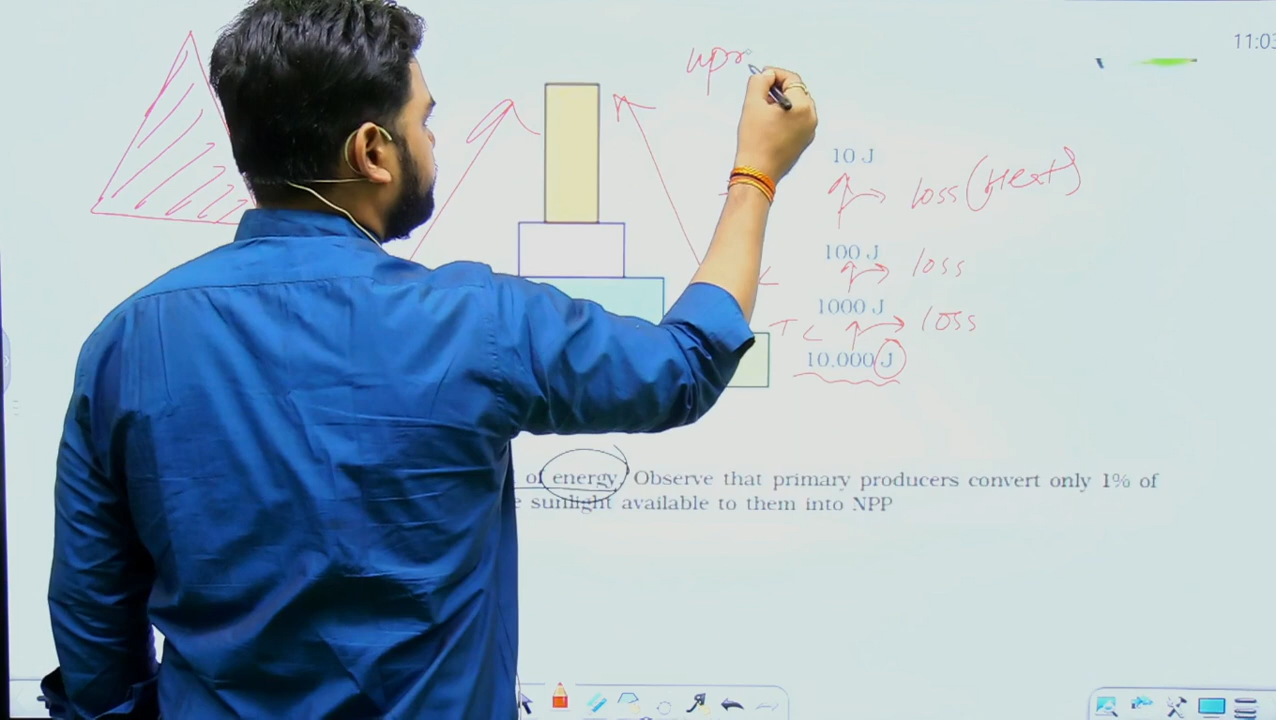 11:03
upr
10 J
loss (Heat)
100 J
loss
1000 J
loss
T L
10,000 J
of energy. Observe that primary producers convert only 1% of
sunlight available to them into NPP